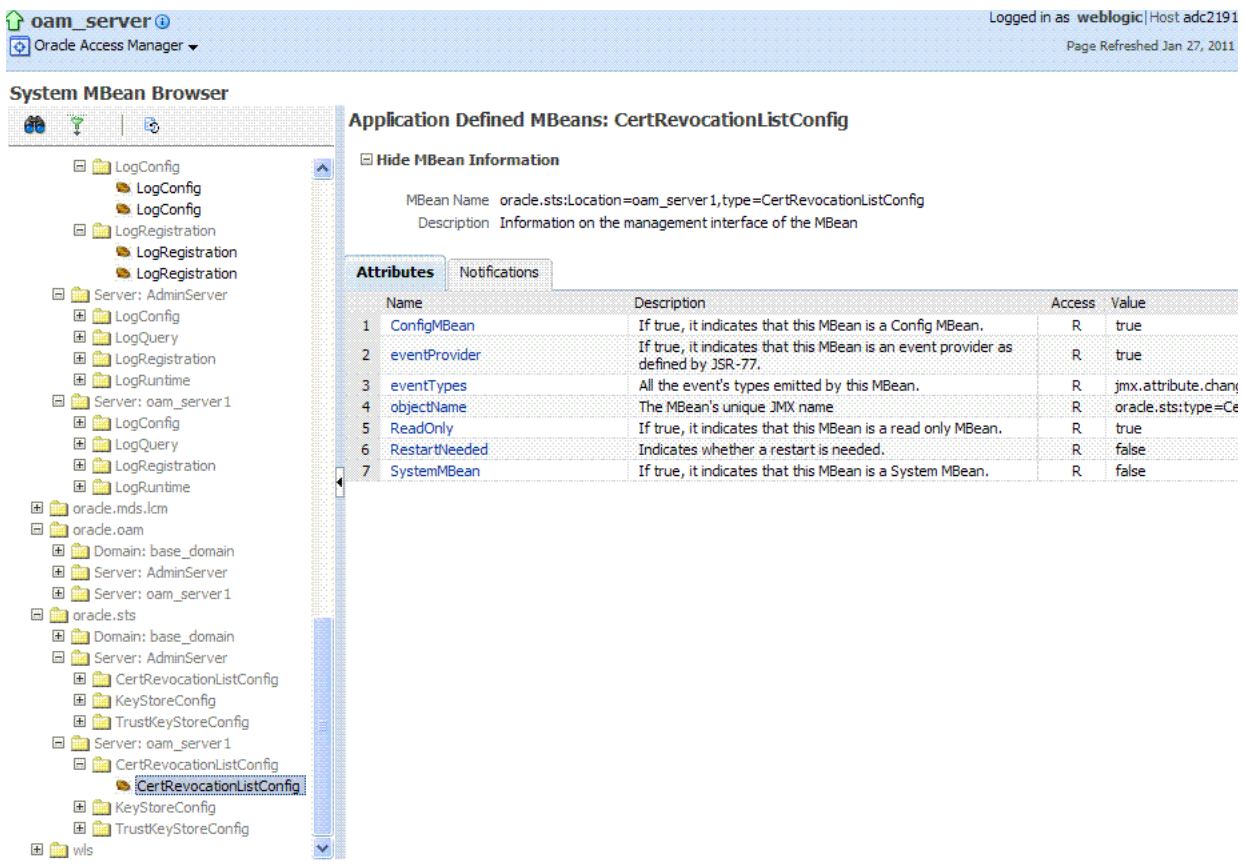 oam_server
Logged in as weblogic|Host adc2191
Oracle Access Manager
Page Refreshed Jan 27, 2011
System MBean Browser
Application Defined MBeans: CertRevocationListConfig
Hide MBean Information
MBean Name oracle.sts:Location=oam_server1,type=CertRevocationListConfig
Description Information on the management interface of the MBean
Attributes Notifications
Name Description Access Value
1 ConfigMBean If true, it indicates that this MBean is a Config MBean. R true
2 eventProvider If true, it indicates that this MBean is an event provider as
defined by JSR-77. R true
3 eventTypes All the event's types emitted by this MBean. R jmx.attribute.chang
4 objectName The MBean's unique JMX name R oracle.sts:type=Ce
5 ReadOnly If true, it indicates that this MBean is a read only MBean. R true
6 RestartNeeded Indicates whether a restart is needed. R false
7 SystemMBean If true, it indicates that this MBean is a System MBean. R false
LogConfig
LogConfig
LogConfig
LogRegistration
LogRegistration
LogRegistration
Server: AdminServer
LogConfig
LogQuery
LogRegistration
LogRuntime
Server: oam_server1
LogConfig
LogQuery
LogRegistration
LogRuntime
oracle.mds.lcm
oracle.oam
Domain: base_domain
Server: AdminServer
Server: oam_server1
oracle.sts
Domain: base_domain
Server: AdminServer
CertRevocationListConfig
KeyStoreConfig
TrustKeyStoreConfig
Server: oam_server1
CertRevocationListConfig
CertRevocationListConfig
KeyStoreConfig
TrustKeyStoreConfig
wls